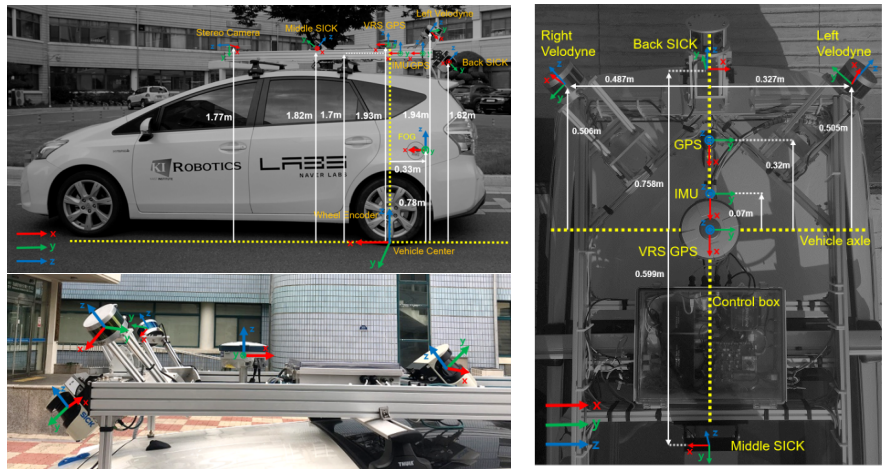 Stereo Camera
Middle SICK
VRS GPS
Left Velodyne
IMU GPS
Back SICK
1.77m
1.82m
1.7m
1.93m
1.94m
1.62m
FOG
0.33m
0.78m
KI ROBOTICS
LABS
NAVER LABS
Wheel Encoder
Vehicle Center
x
y
z
SICK
THULE
Right
Velodyne
Back SICK
Left
Velodyne
0.487m
0.327m
0.506m
0.505m
GPS
0.32m
0.758m
IMU
0.07m
VRS GPS
Vehicle axle
0.599m
Control box
x
y
z
Middle SICK